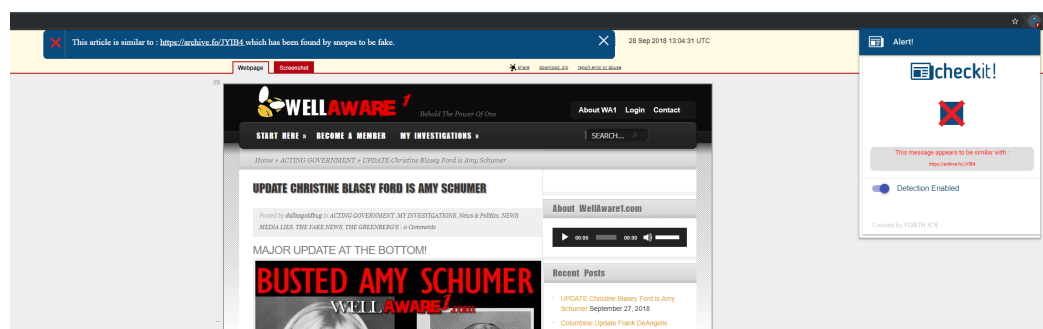 This article is similar to : https://archive.fo/JYIB4 which has been found by snopes to be fake.
28 Sep 2018 13:04:31 UTC
Alert!
Webpage Screenshot
share download .zip report error or abuse
checkit!
WELLAWARE 1
Behold The Power Of One
About WA1 Login Contact
START HERE » BECOME A MEMBER MY INVESTIGATIONS »
SEARCH...
This message appears to be similar with :
https://archive.fo/JYIB4
Home » ACTING GOVERNMENT » UPDATE Christine Blasey Ford is Amy Schumer
UPDATE CHRISTINE BLASEY FORD IS AMY SCHUMER
Detection Enabled
Posted by dallasgoldbug in ACTING GOVERNMENT, MY INVESTIGATIONS, News & Politics, NEWS
MEDIA LIES, THE FAKE NEWS, THE GREENBERG'S | 0 Comments
About WellAware1.com
Created by FORTH-ICS
00:00 00:00
MAJOR UPDATE AT THE BOTTOM!
BUSTED AMY SCHUMER
WELLAWARE1.com
Recent Posts
UPDATE Christine Blasey Ford is Amy
Schumer September 27, 2018
Columbine Update Frank DeAngelis